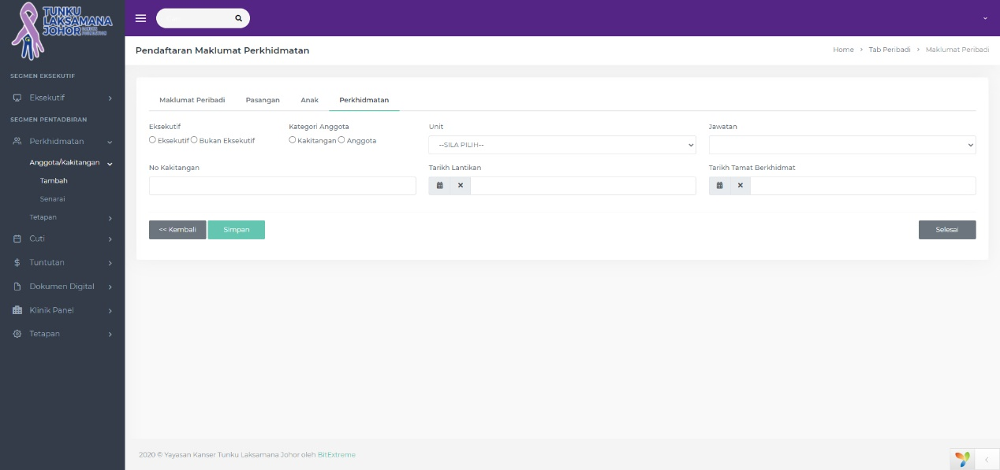 TUNKU
LAKSAMANA
JOHOR
Pendaftaran Maklumat Perkhidmatan
Home > Tab Peribadi > Maklumat Peribadi
SEGMEN EKSEKUTIF
Eksekutif
SEGMEN PENTADBIRAN
Perkhidmatan
Anggota/Kakitangan
Tambah
Senarai
Tetapan
Cuti
Tuntutan
Dokumen Digital
Klinik Panel
Tetapan
Maklumat Peribadi Pasangan Anak Perkhidmatan
Eksekutif Kategori Anggota Unit Jawatan
Eksekutif Bukan Eksekutif Kakitangan Anggota --SILA PILIH--
No Kakitangan Tarikh Lantikan Tarikh Tamat Berkhidmat
<< Kembali Simpan Selesai
2020 © Yayasan Kanser Tunku Laksamana Johor oleh BitExtreme